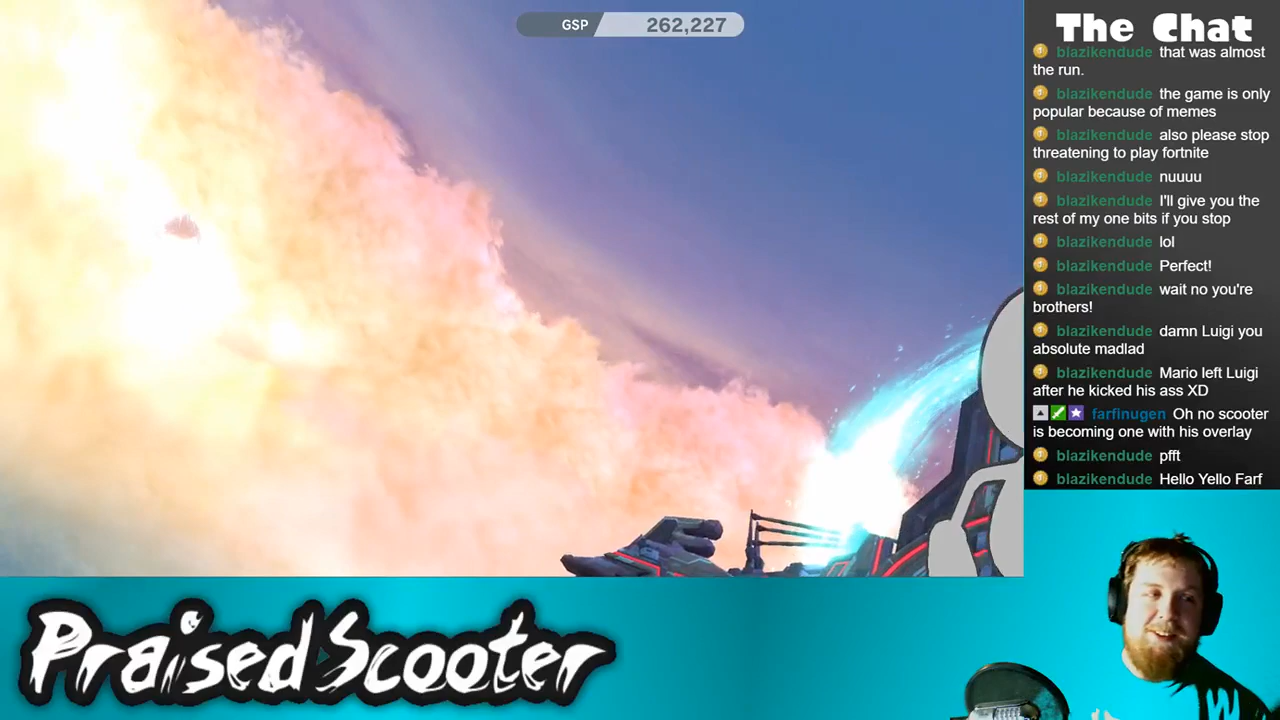 GSP 262,227
The Chat
blazikendude that was almost
the run.
blazikendude the game is only
popular because of memes
blazikendude also please stop
threatening to play fortnite
blazikendude nuuuu
blazikendude I'll give you the
rest of my one bits if you stop
blazikendude lol
blazikendude Perfect!
blazikendude wait no you're
brothers!
blazikendude damn Luigi you
absolute madlad
blazikendude Mario left Luigi
after he kicked his ass XD
farfinugen Oh no scooter
is becoming one with his overlay
blazikendude pfft
blazikendude Hello Yello Farf
PraisedScooter